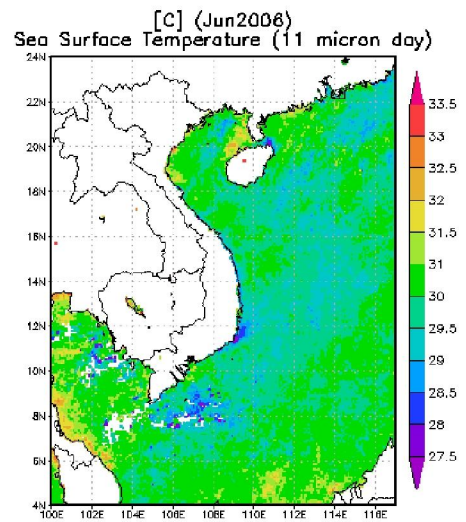 [C] (Jun2006)
Sea Surface Temperature (11 micron day)
24N
22N
20N
18N
16N
14N
12N
10N
8N
6N
4N
100E 102E 104E 106E 108E 110E 112E 114E 116E
33.5
33
32.5
32
31.5
31
30.5
30
29.5
29
28.5
28
27.5